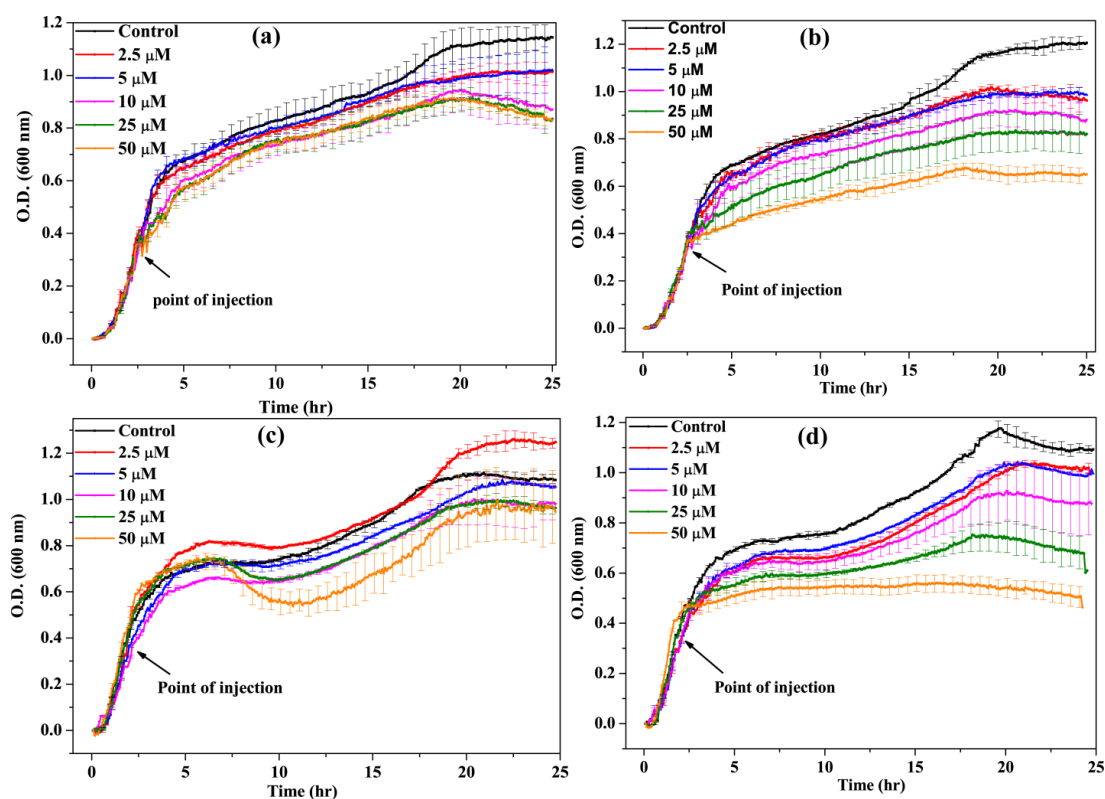 (a)
Control
2.5 μM
5 μM
10 μM
25 μM
50 μM
1.2
1.0
0.8
0.6
0.4
0.2
0.0
O.D. (600 nm)
point of injection
0
5
10
15
20
25
Time (hr)
(b)
Control
2.5 μM
5 μM
10 μM
25 μM
50 μM
1.2
1.0
0.8
0.6
0.4
0.2
0.0
O.D. (600 nm)
Point of injection
0
5
10
15
20
25
Time (hr)
(c)
Control
2.5 μM
5 μM
10 μM
25 μM
50 μM
1.2
1.0
0.8
0.6
0.4
0.2
0.0
O.D. (600 nm)
Point of injection
0
5
10
15
20
25
Time (hr)
(d)
Control
2.5 μM
5 μM
10 μM
25 μM
50 μM
1.2
1.0
0.8
0.6
0.4
0.2
0.0
O.D. (600 nm)
Point of injection
0
5
10
15
20
25
Time (hr)